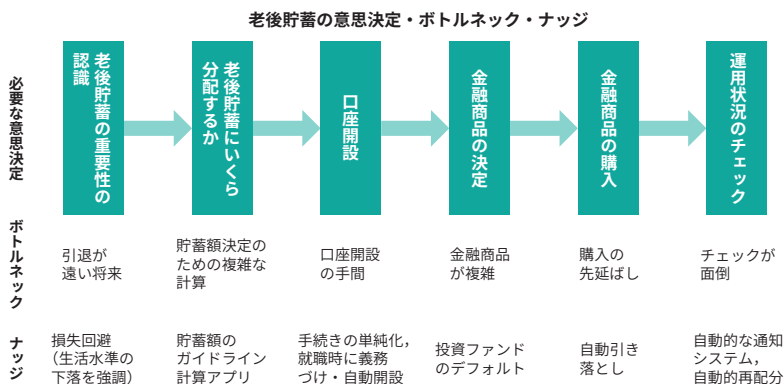 老後貯蓄の意思決定・ボトルネック・ナッジ
必要な意思決定
老後貯蓄の重要性の
認識
老後貯蓄にいくら
分配するか
口座開設
金融商品の決定
金融商品の購入
運用状況のチェック
ボトルネック
引退が
遠い将来
貯蓄額決定の
ための複雑な
計算
口座開設
の手間
金融商品
が複雑
購入の
先延ばし
チェックが
面倒
ナッジ
損失回避
（生活水準の
下落を強調）
貯蓄額の
ガイドライン
計算アプリ
手続きの単純化，
就職時に義務
づけ・自動開設
投資ファンド
のデフォルト
自動引き
落とし
自動的な通知
システム，
自動的再配分